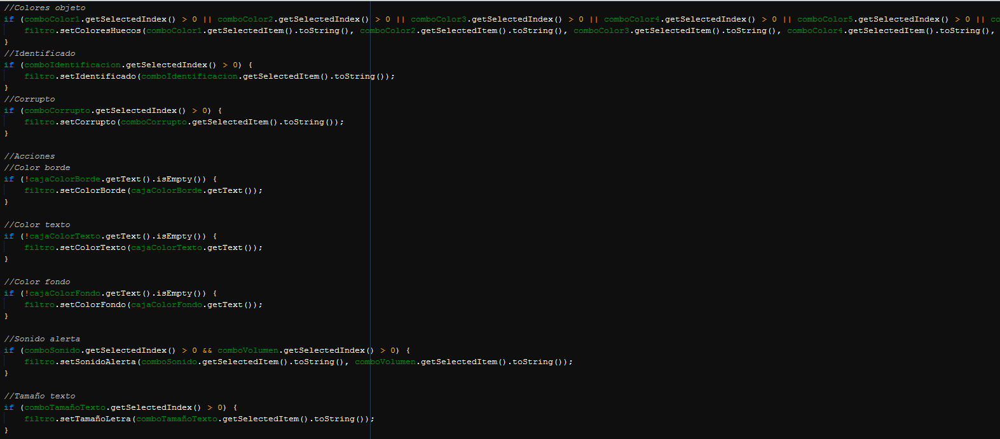 //Colores objeto
if (comboColor1.getSelectedIndex() > 0 || comboColor2.getSelectedIndex() > 0 || comboColor3.getSelectedIndex() > 0 || comboColor4.getSelectedIndex() > 0 || comboColor5.getSelectedIndex() > 0 || co
    filtro.setColoresHuecos(comboColor1.getSelectedItem().toString(), comboColor2.getSelectedItem().toString(), comboColor3.getSelectedItem().toString(), comboColor4.getSelectedItem().toString(),
}
//Identificado
if (comboIdentificacion.getSelectedIndex() > 0) {
    filtro.setIdentificado(comboIdentificacion.getSelectedItem().toString());
}
//Corrupto
if (comboCorrupto.getSelectedIndex() > 0) {
    filtro.setCorrupto(comboCorrupto.getSelectedItem().toString());
}

//Acciones
//Color borde
if (!cajaColorBorde.getText().isEmpty()) {
    filtro.setColorBorde(cajaColorBorde.getText());
}

//Color texto
if (!cajaColorTexto.getText().isEmpty()) {
    filtro.setColorTexto(cajaColorTexto.getText());
}

//Color fondo
if (!cajaColorFondo.getText().isEmpty()) {
    filtro.setColorFondo(cajaColorFondo.getText());
}

//Sonido alerta
if (comboSonido.getSelectedIndex() > 0 && comboVolumen.getSelectedIndex() > 0) {
    filtro.setSonidoAlerta(comboSonido.getSelectedItem().toString(), comboVolumen.getSelectedItem().toString());
}

//Tamaño texto
if (comboTamañoTexto.getSelectedIndex() > 0) {
    filtro.setTamañoLetra(comboTamañoTexto.getSelectedItem().toString());
}